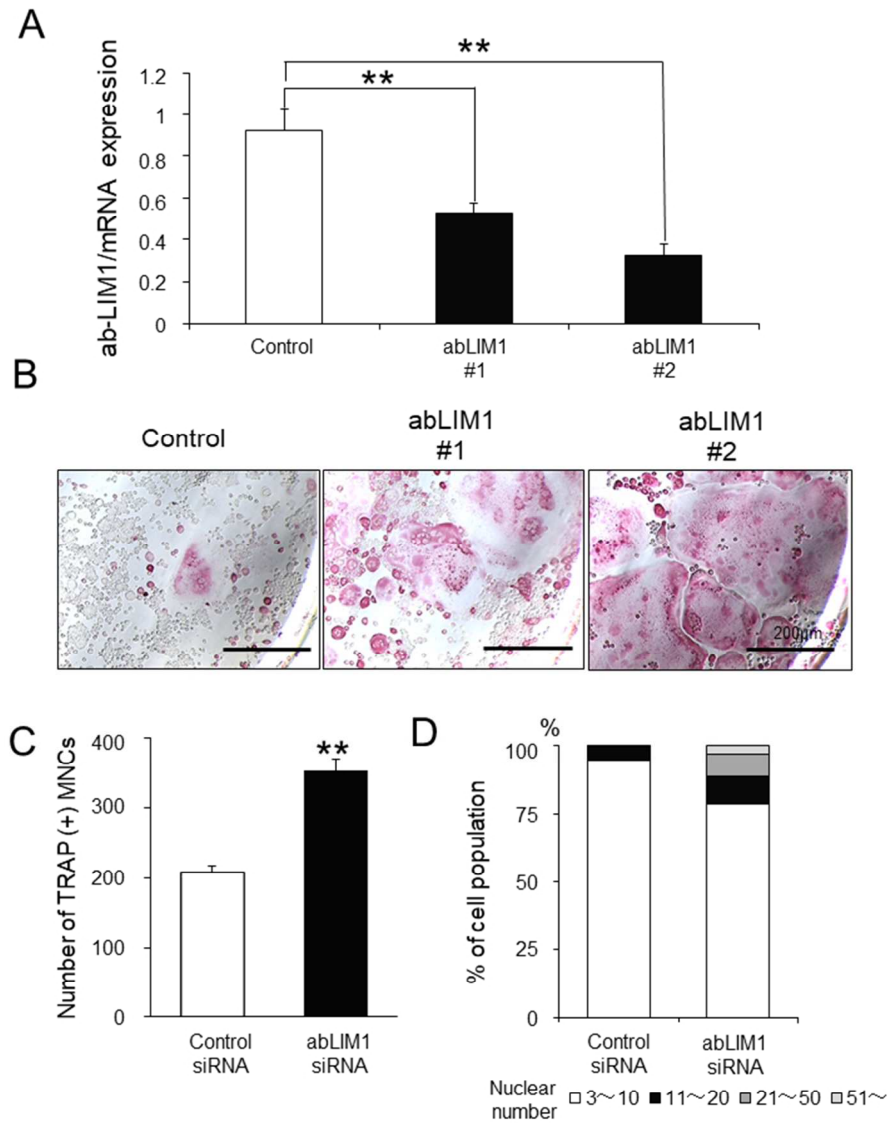 A
**
**
ab-LIM1/mRNA expression
1.2
1
0.8
0.6
0.4
0.2
0
Control
abLIM1
#1
abLIM1
#2
B
Control
abLIM1
#1
abLIM1
#2
200μm
C
Number of TRAP (+) MNCs
400
300
200
100
0
**
Control
siRNA
abLIM1
siRNA
D
%
% of cell population
100
75
50
25
0
Control
siRNA
abLIM1
siRNA
Nuclear
number
3～10
11～20
21～50
51～